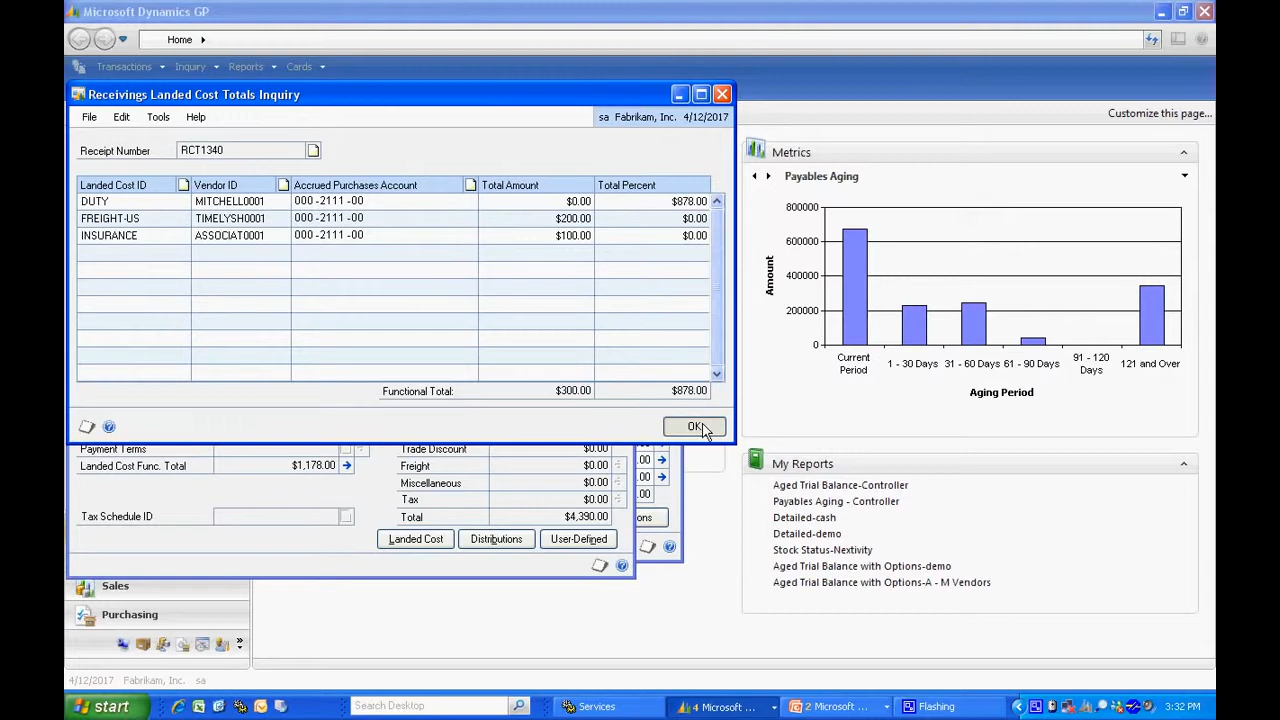 Microsoft Dynamics GP
Home
Transactions Inquiry Reports Cards
Receivings Landed Cost Totals Inquiry
File Edit Tools Help
sa Fabrikam, Inc. 4/12/2017
Customize this page...
Receipt Number RCT1340
Landed Cost ID Vendor ID Accrued Purchases Account Total Amount Total Percent
DUTY MITCHELL0001 000 -2111 -00 $0.00 $878.00
FREIGHT-US TIMELYSH0001 000 -2111 -00 $200.00 $0.00
INSURANCE ASSOCIAT0001 000 -2111 -00 $100.00 $0.00
Functional Total: $300.00 $878.00
OK
Payment Terms
Landed Cost Func. Total $1,178.00
Tax Schedule ID
Trade Discount $0.00
Freight $0.00
Miscellaneous $0.00
Tax $0.00
Total $4,390.00
Landed Cost Distributions User-Defined
.00
.00
.00
ons
Metrics
Payables Aging
800000
600000
400000
200000
0
Amount
Current Period
1 - 30 Days
31 - 60 Days
61 - 90 Days
91 - 120 Days
121 and Over
Aging Period
My Reports
Aged Trial Balance-Controller
Payables Aging - Controller
Detailed-cash
Detailed-demo
Stock Status-Nextivity
Aged Trial Balance with Options-demo
Aged Trial Balance with Options-A - M Vendors
Sales
Purchasing
4/12/2017 Fabrikam, Inc. sa
start
Search Desktop
Services
4 Microsoft ...
2 Microsoft ...
Flashing
3:32 PM